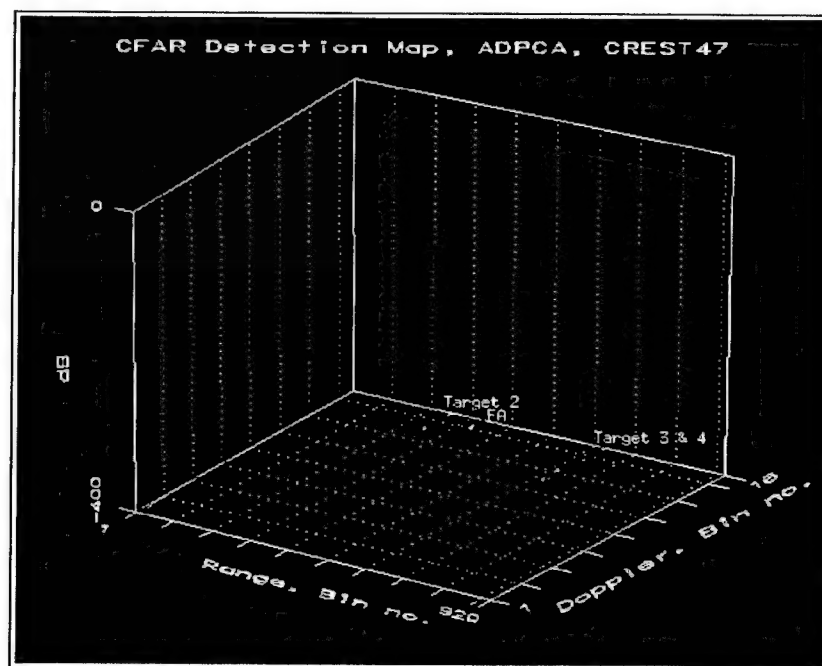 CFAR Detection Map, ADPCA, CREST47
0
dB
-400
Target 2
FA
Target 3 & 4
1
Range, Bin no.
920
1
Doppler, Bin no.
16